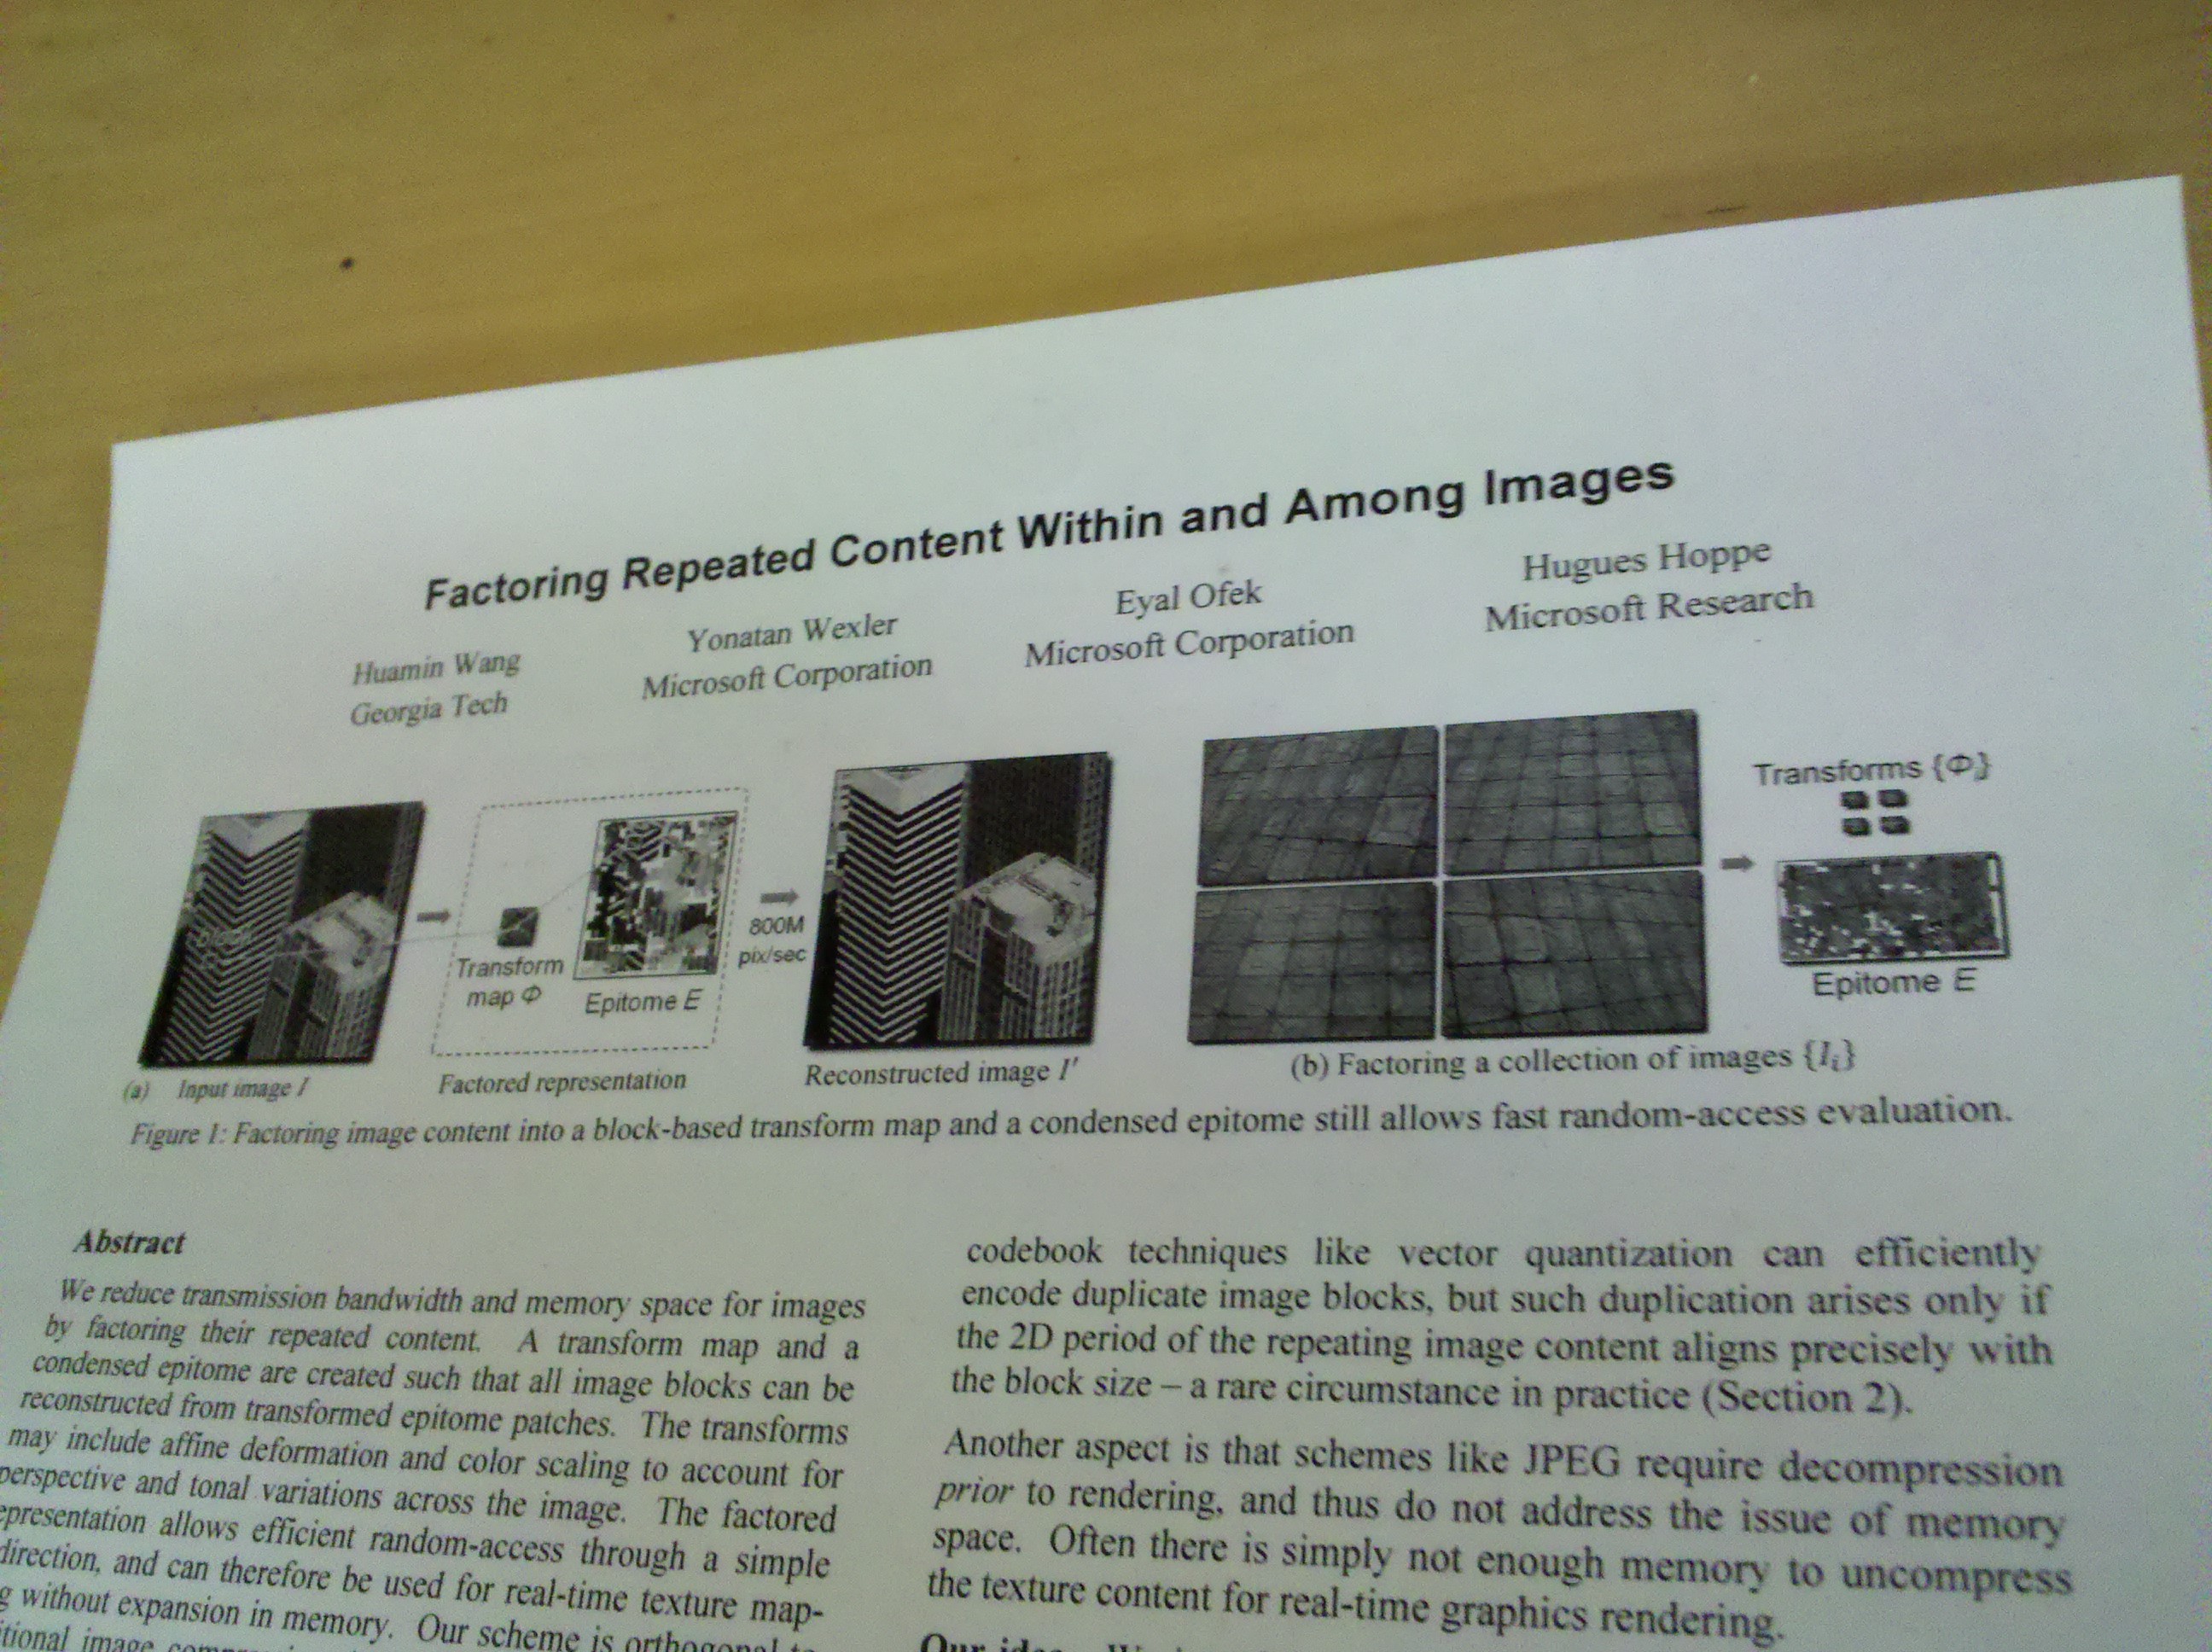 Factoring Repeated Content Within and Among Images
Huamin Wang
Georgia Tech
Yonatan Wexler
Microsoft Corporation
Eyal Ofek
Microsoft Corporation
Hugues Hoppe
Microsoft Research
Transform
map Φ
Epitome E
800M
pix/sec
(a) Input image I
Factored representation
Reconstructed image I′
Transforms {Φᵢ}
Epitome E
(b) Factoring a collection of images {Iᵢ}
Figure 1: Factoring image content into a block-based transform map and a condensed epitome still allows fast random-access evaluation.
Abstract
We reduce transmission bandwidth and memory space for images
by factoring their repeated content. A transform map and a
condensed epitome are created such that all image blocks can be
reconstructed from transformed epitome patches. The transforms
may include affine deformation and color scaling to account for
perspective and tonal variations across the image. The factored
epresentation allows efficient random-access through a simple
direction, and can therefore be used for real-time texture map-
g without expansion in memory. Our scheme is orthogonal to
itional image
codebook techniques like vector quantization can efficiently
encode duplicate image blocks, but such duplication arises only if
the 2D period of the repeating image content aligns precisely with
the block size – a rare circumstance in practice (Section 2).
Another aspect is that schemes like JPEG require decompression
prior to rendering, and thus do not address the issue of memory
space. Often there is simply not enough memory to uncompress
the texture content for real-time graphics rendering.
Our idea